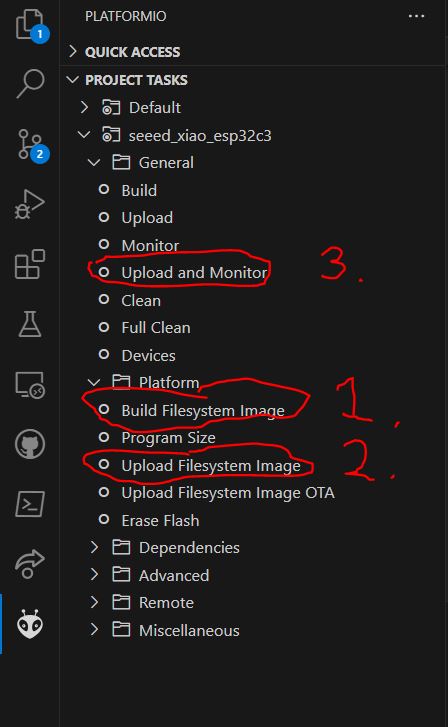 PLATFORMIO
1
QUICK ACCESS
PROJECT TASKS
Default
2
seeed_xiao_esp32c3
General
Build
Upload
Monitor
Upload and Monitor 3.
Clean
Full Clean
Devices
Platform
Build Filesystem Image 1.
Program Size
Upload Filesystem Image 2.
Upload Filesystem Image OTA
Erase Flash
Dependencies
Advanced
Remote
Miscellaneous